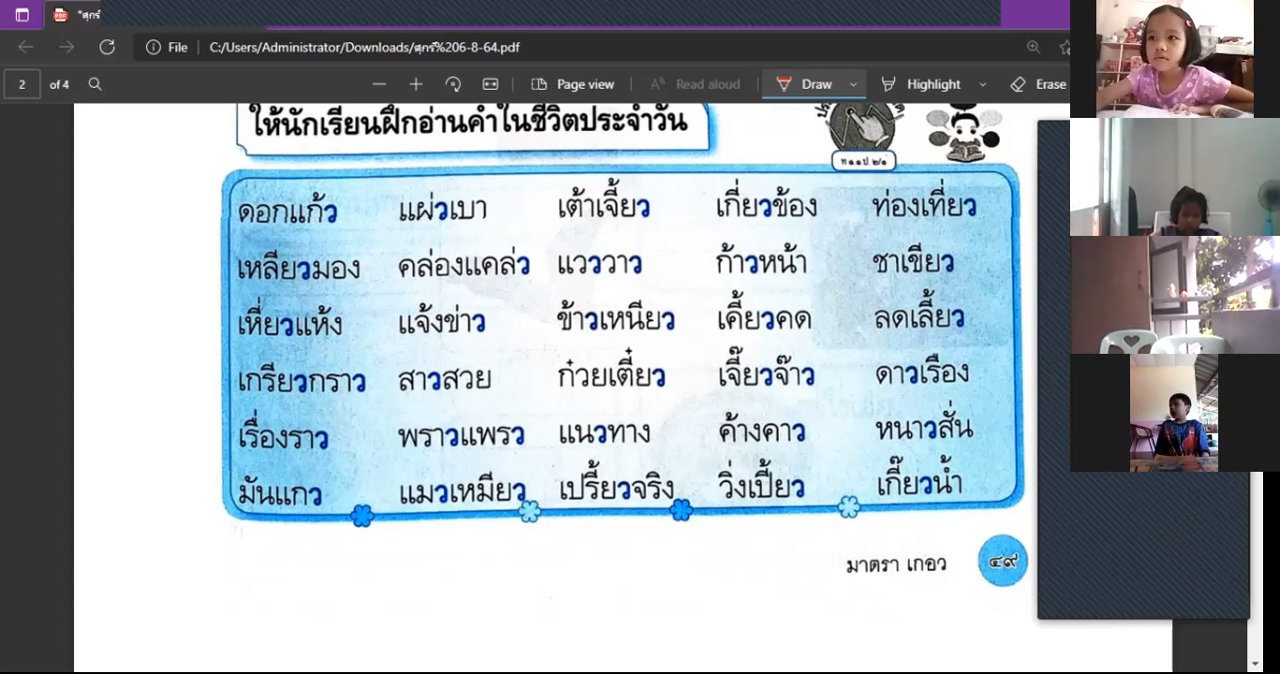 *ศุกร์
File C:/Users/Administrator/Downloads/ศุกร์%206-8-64.pdf
2 of 4 Page view Read aloud Draw Highlight Erase
ให้นักเรียนฝึกอ่านคำในชีวิตประจำวัน
ท ๑.๑ ป ๒/๑
ดอกแก้ว แผ่วเบา เต้าเจี้ยว เกี่ยวข้อง ท่องเที่ยว
เหลียวมอง คล่องแคล่ว แวววาว ก้าวหน้า ชาเขียว
เหี่ยวแห้ง แจ้งข่าว ข้าวเหนียว เคี้ยวคด ลดเลี้ยว
เกรียวกราว สาวสวย ก๋วยเตี๋ยว เจี๊ยวจ๊าว ดาวเรือง
เรื่องราว พราวแพรว แนวทาง ค้างคาว หนาวสั่น
มันแกว แมวเหมียว เปรี้ยวจริง วิ่งเปี้ยว เกี๊ยวน้ำ
มาตรา เกอว ๔๙